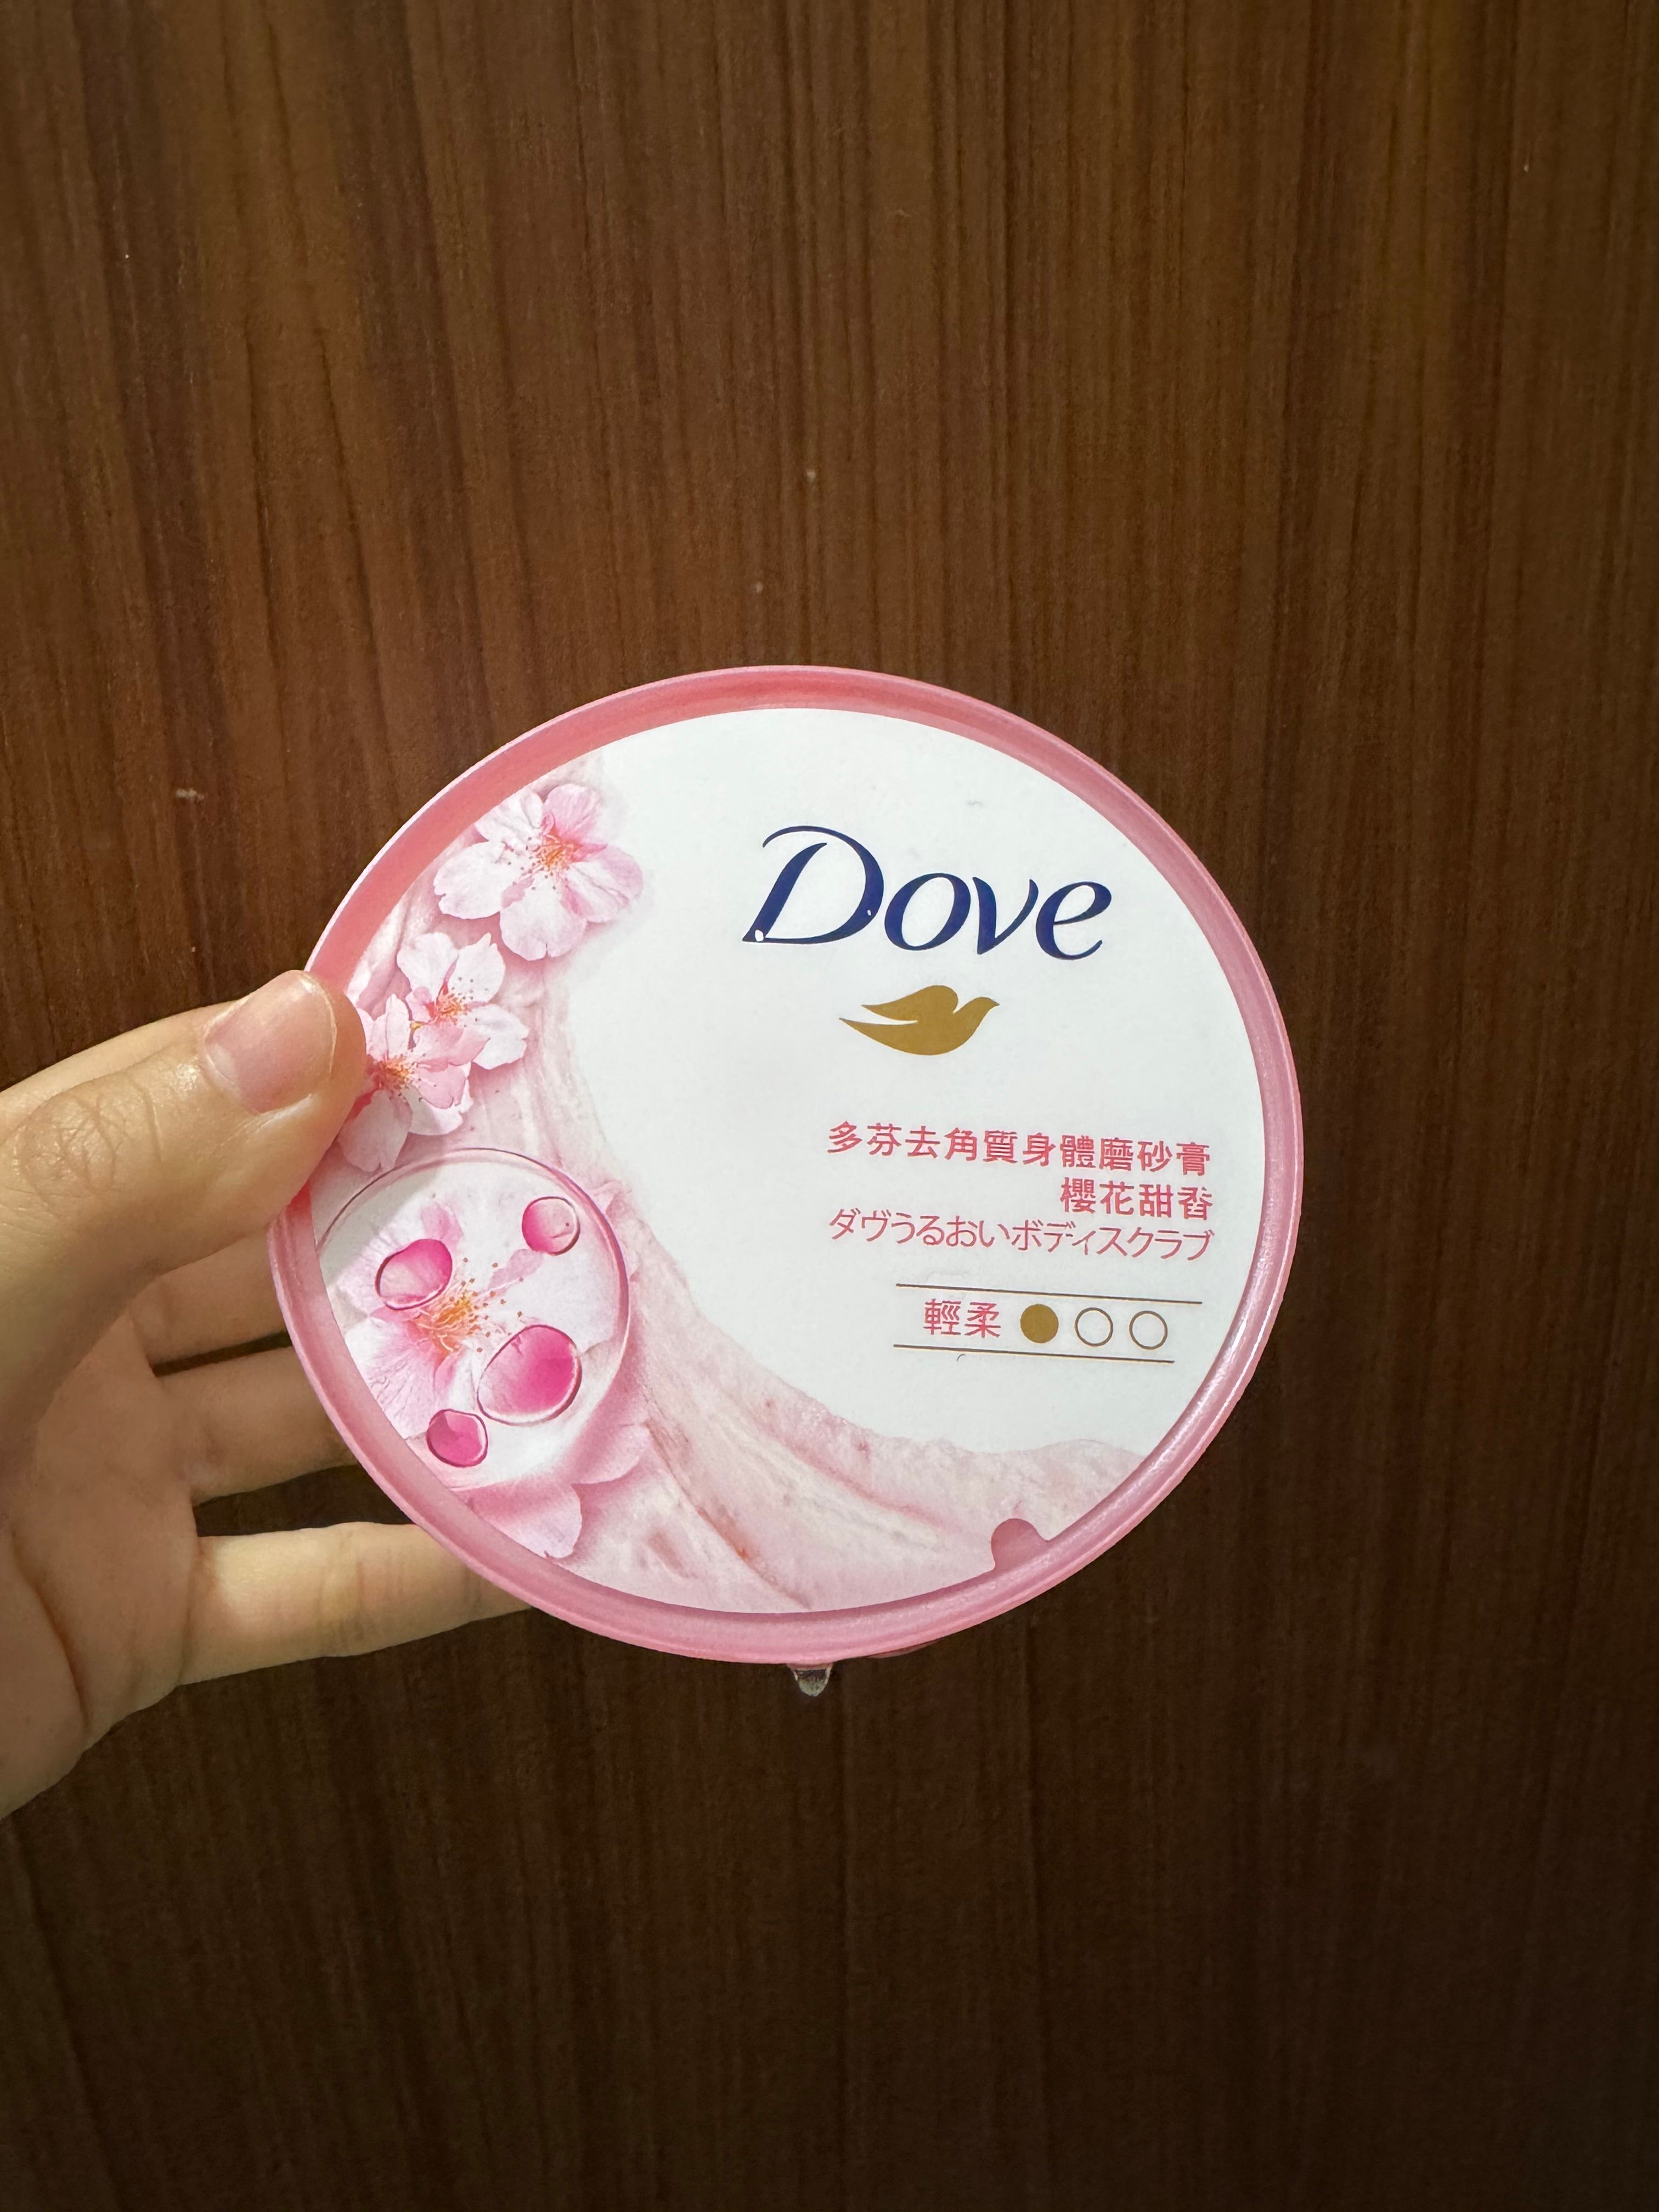 Dove
多芬去角質身體磨砂膏
櫻花甜香
ダヴうるおいボディスクラブ
輕柔